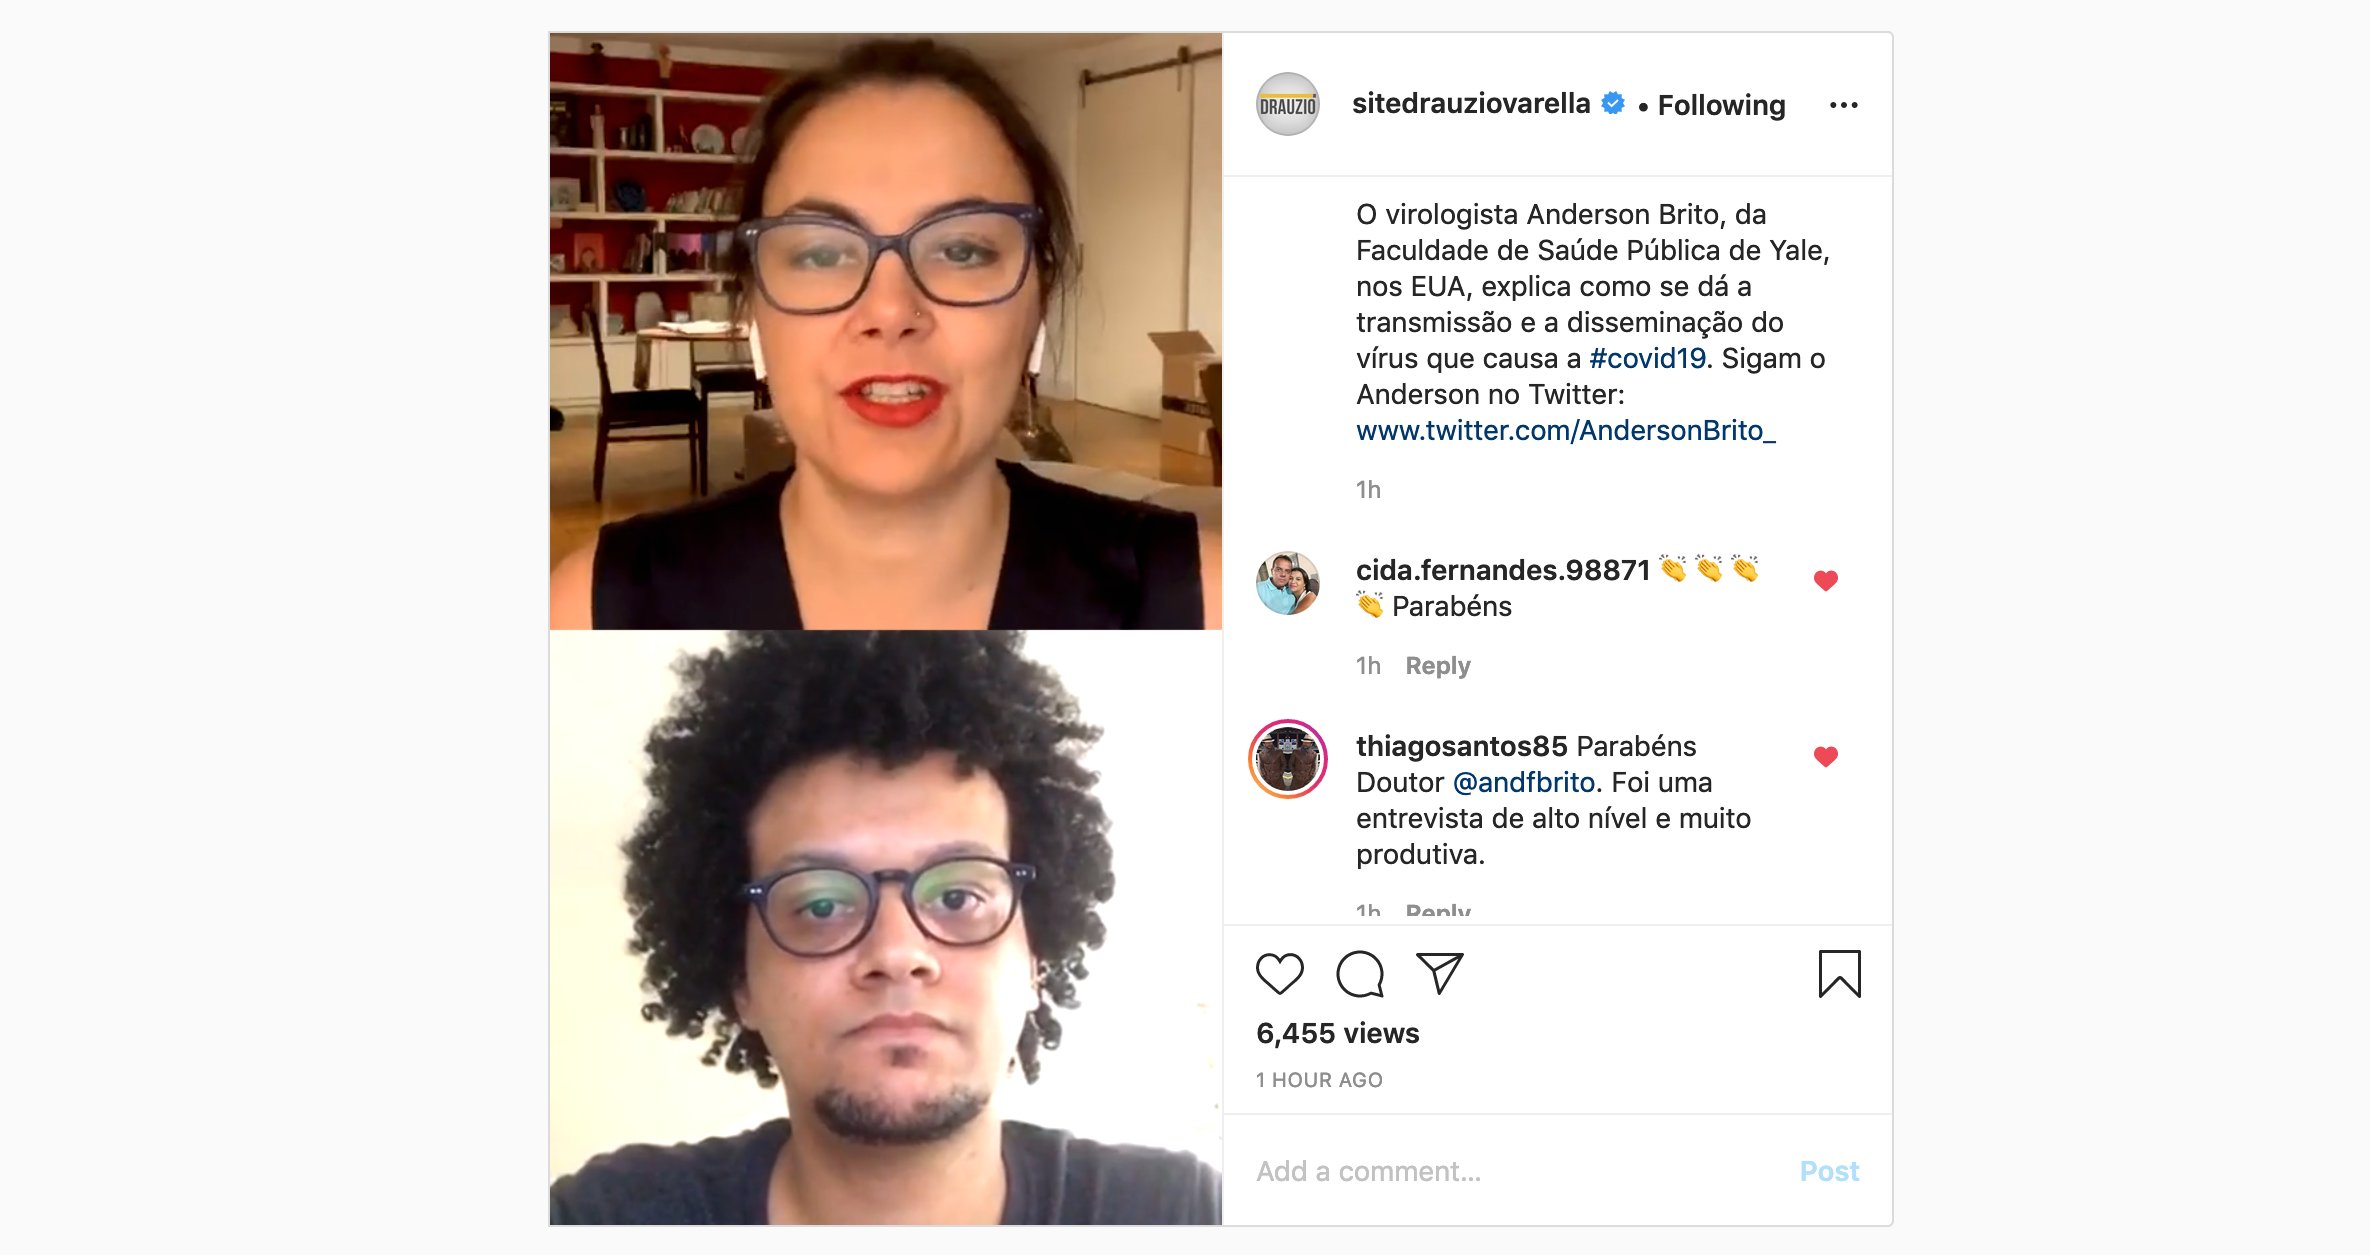 DRAUZIO
sitedrauziovarella • Following
O virologista Anderson Brito, da
Faculdade de Saúde Pública de Yale,
nos EUA, explica como se dá a
transmissão e a disseminação do
vírus que causa a #covid19. Sigam o
Anderson no Twitter:
www.twitter.com/AndersonBrito_
1h
cida.fernandes.98871 👏👏👏
👏 Parabéns
1h Reply
thiagosantos85 Parabéns
Doutor @andfbrito. Foi uma
entrevista de alto nível e muito
produtiva.
1h Reply
6,455 views
1 HOUR AGO
Add a comment... Post